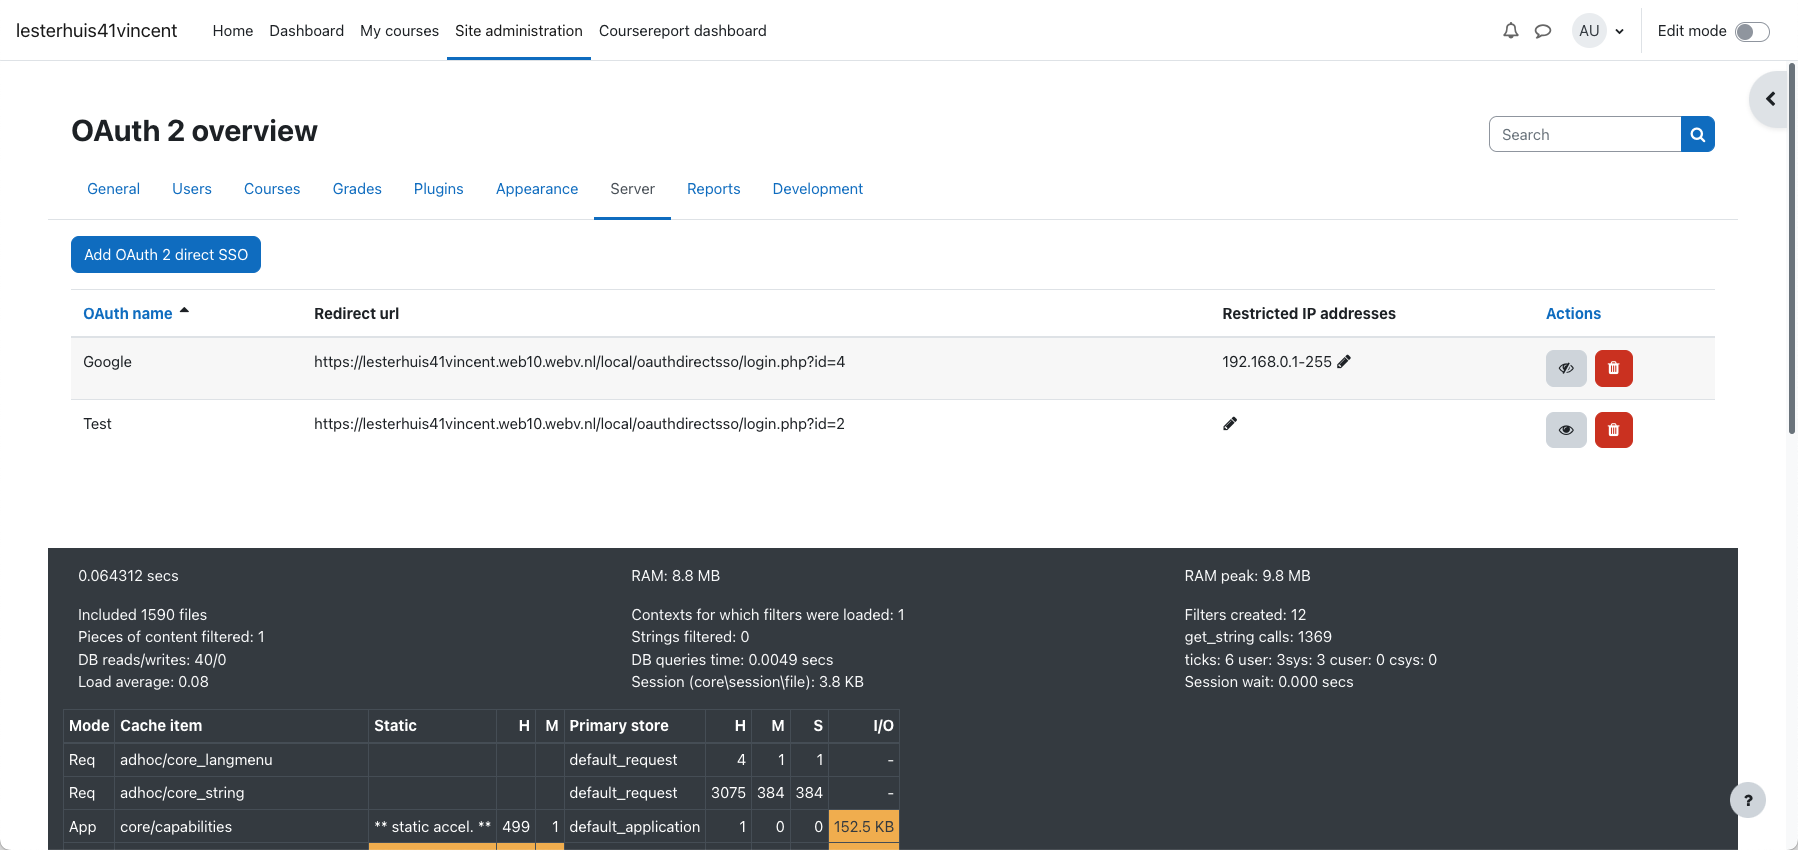 lesterhuis41vincent Home Dashboard My courses Site administration Coursereport dashboard AU Edit mode
OAuth 2 overview
Search
General Users Courses Grades Plugins Appearance Server Reports Development
Add OAuth 2 direct SSO
OAuth name Redirect url Restricted IP addresses Actions
Google https://lesterhuis41vincent.web10.webv.nl/local/oauthdirectsso/login.php?id=4 192.168.0.1-255
Test https://lesterhuis41vincent.web10.webv.nl/local/oauthdirectsso/login.php?id=2
0.064312 secs RAM: 8.8 MB RAM peak: 9.8 MB
Included 1590 files Contexts for which filters were loaded: 1 Filters created: 12
Pieces of content filtered: 1 Strings filtered: 0 get_string calls: 1369
DB reads/writes: 40/0 DB queries time: 0.0049 secs ticks: 6 user: 3sys: 3 cuser: 0 csys: 0
Load average: 0.08 Session (core\session\file): 3.8 KB Session wait: 0.000 secs
Mode Cache item Static H M Primary store H M S I/O
Req adhoc/core_langmenu default_request 4 1 1 -
Req adhoc/core_string default_request 3075 384 384 -
App core/capabilities ** static accel. ** 499 1 default_application 1 0 0 152.5 KB
?